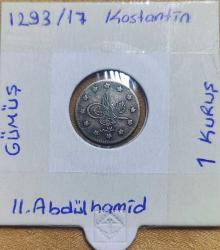 1293/17 Kostantin
GÜMÜŞ
1 KURUŞ
II. Abdülhamid